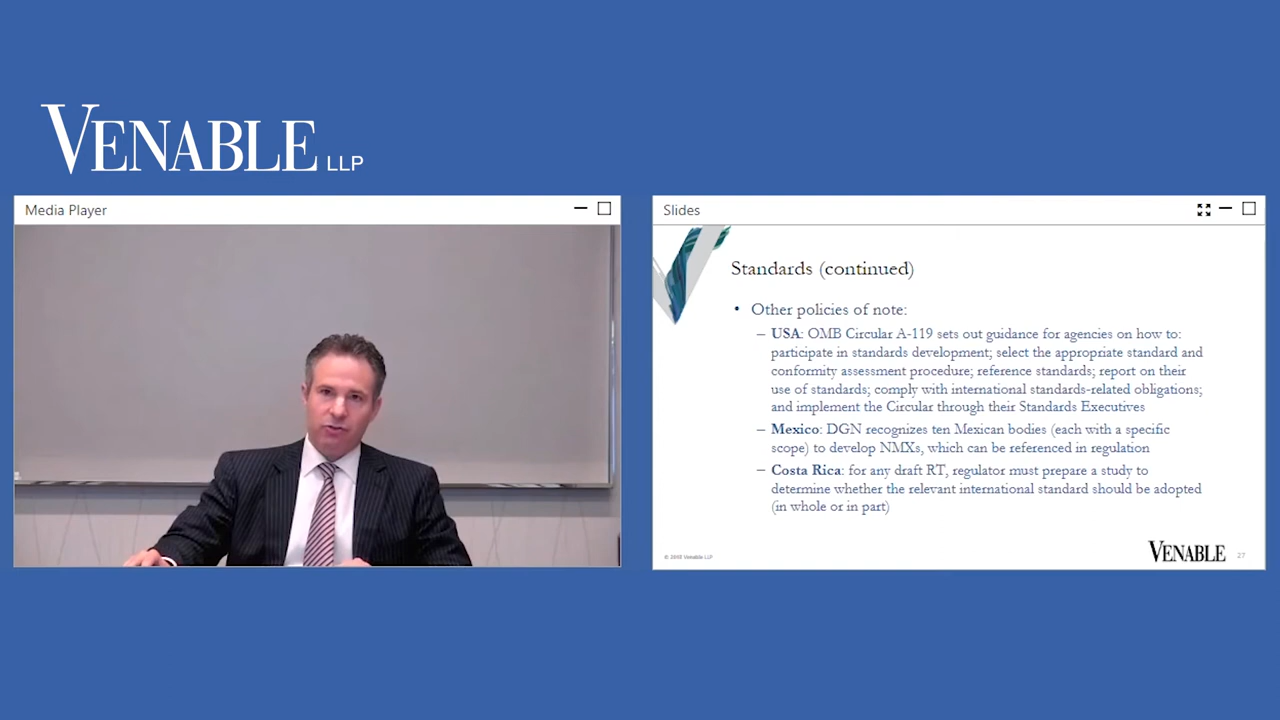 VENABLE LLP
Media Player
Slides
Standards (continued)
• Other policies of note:
– USA: OMB Circular A-119 sets out guidance for agencies on how to:
participate in standards development; select the appropriate standard and
conformity assessment procedure; reference standards; report on their
use of standards; comply with international standards-related obligations;
and implement the Circular through their Standards Executives
– Mexico: DGN recognizes ten Mexican bodies (each with a specific
scope) to develop NMXs, which can be referenced in regulation
– Costa Rica: for any draft RT, regulator must prepare a study to
determine whether the relevant international standard should be adopted
(in whole or in part)
© 2018 Venable LLP
VENABLE 27